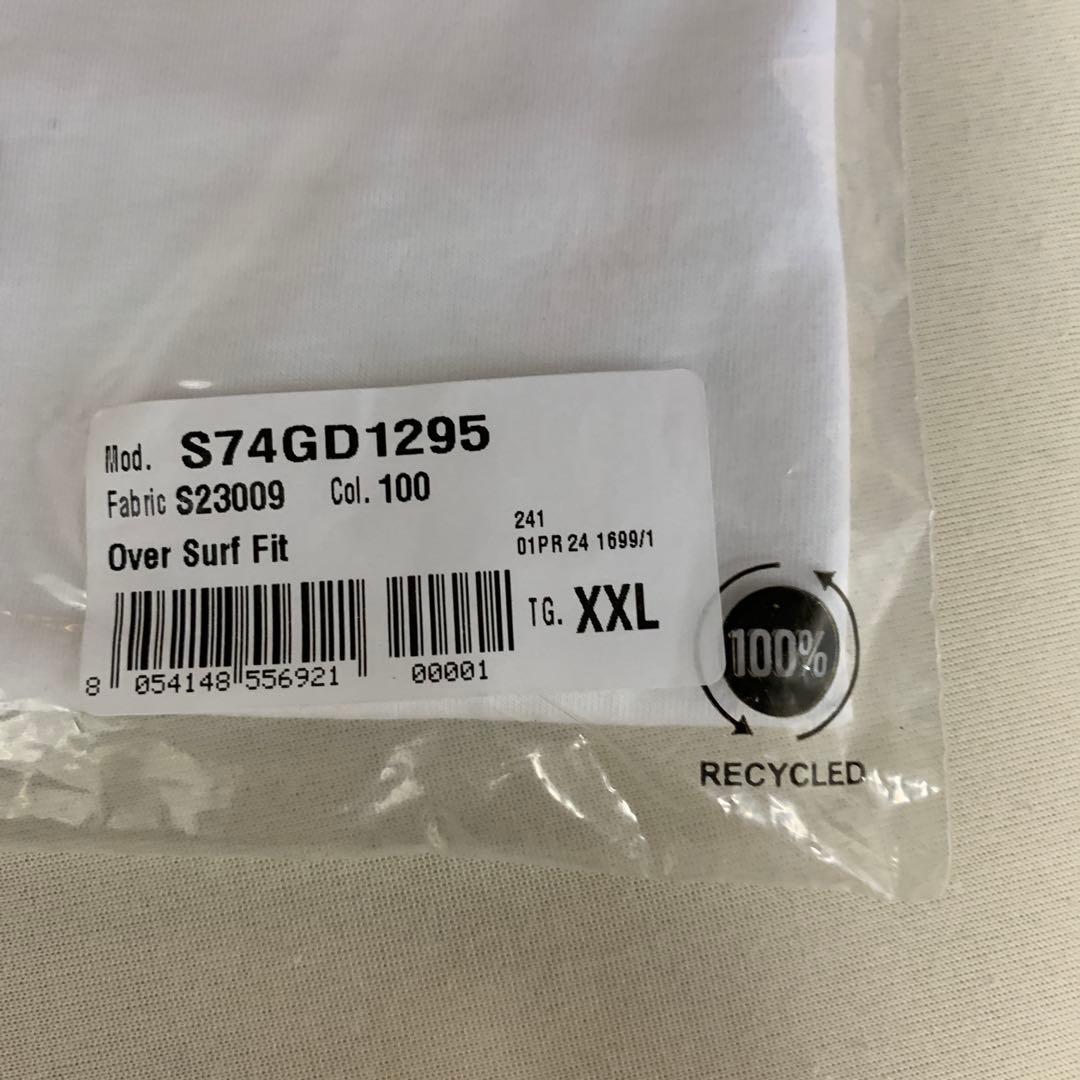 Mod. S74GD1295
Fabric S23009 Col. 100
241
Over Surf Fit 01PR 24 1699/1
TG. XXL
8 054148 556921 00001
100%
RECYCLED